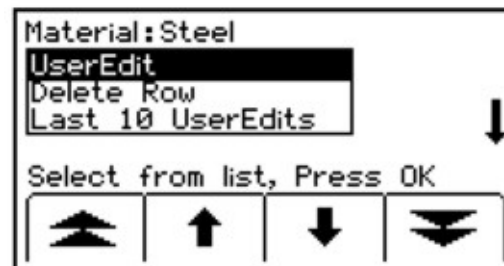 Material:Steel
UserEdit
Delete Row
Last 10 UserEdits
Select from list, Press OK